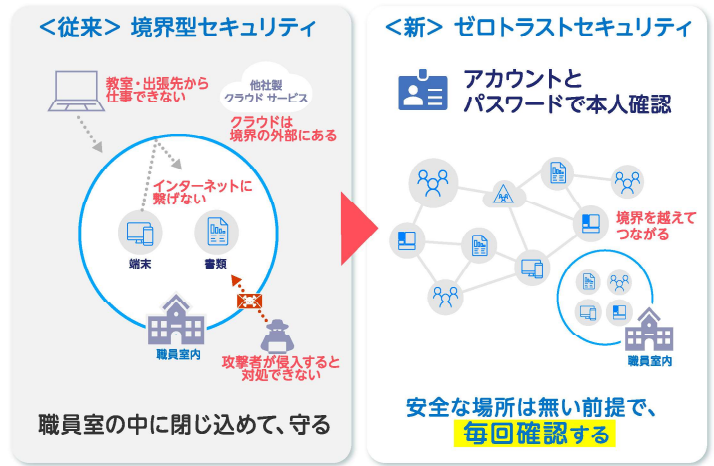 ＜従来＞ 境界型セキュリティ
教室・出張先から
仕事できない
他社製
クラウド サービス
クラウドは
境界の外部にある
インターネットに
繋げない
端末
書類
職員室内
攻撃者が侵入すると
対処できない
職員室の中に閉じ込めて、守る
＜新＞ ゼロトラストセキュリティ
アカウントと
パスワードで本人確認
境界を越えて
つながる
職員室内
安全な場所は無い前提で、
毎回確認する